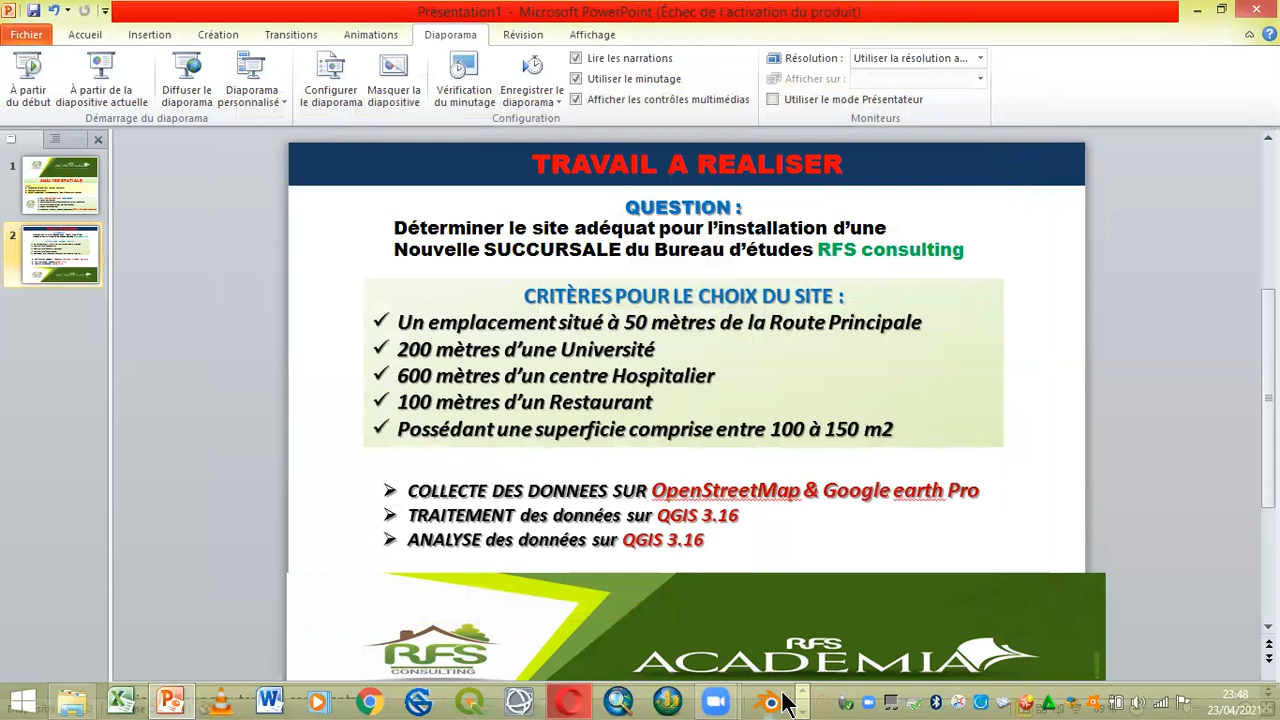 Présentation1 - Microsoft PowerPoint (Échec de l'activation du produit)
Fichier Accueil Insertion Création Transitions Animations Diaporama Révision Affichage
À partir du début
À partir de la diapositive actuelle
Diffuser le diaporama
Diaporama personnalisé
Configurer le diaporama
Masquer la diapositive
Vérification du minutage
Enregistrer le diaporama
Lire les narrations
Utiliser le minutage
Afficher les contrôles multimédias
Résolution : Utiliser la résolution a...
Afficher sur :
Utiliser le mode Présentateur
Démarrage du diaporama
Configuration
Moniteurs
1
2
TRAVAIL A REALISER
QUESTION :
Déterminer le site adéquat pour l'installation d'une
Nouvelle SUCCURSALE du Bureau d'études RFS consulting
CRITÈRES POUR LE CHOIX DU SITE :
✓ Un emplacement situé à 50 mètres de la Route Principale
✓ 200 mètres d'une Université
✓ 600 mètres d'un centre Hospitalier
✓ 100 mètres d'un Restaurant
✓ Possédant une superficie comprise entre 100 à 150 m2
➢ COLLECTE DES DONNEES SUR OpenStreetMap & Google earth Pro
➢ TRAITEMENT des données sur QGIS 3.16
➢ ANALYSE des données sur QGIS 3.16
RFS
CONSULTING
RFS
ACADEMIA
23:48
23/04/2021